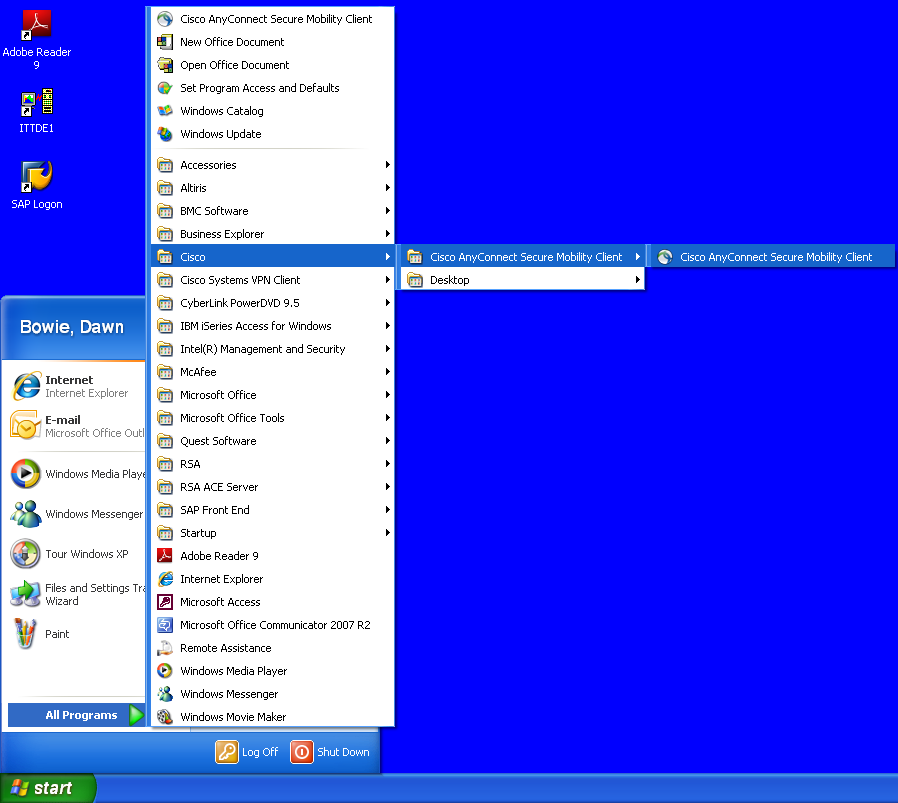 Adobe Reader
9
ITTDE1
SAP Logon
Cisco AnyConnect Secure Mobility Client
New Office Document
Open Office Document
Set Program Access and Defaults
Windows Catalog
Windows Update
Accessories
Altiris
BMC Software
Business Explorer
Cisco
Cisco Systems VPN Client
CyberLink PowerDVD 9.5
IBM iSeries Access for Windows
Intel(R) Management and Security
McAfee
Microsoft Office
Microsoft Office Tools
Quest Software
RSA
RSA ACE Server
SAP Front End
Startup
Adobe Reader 9
Internet Explorer
Microsoft Access
Microsoft Office Communicator 2007 R2
Remote Assistance
Windows Media Player
Windows Messenger
Windows Movie Maker
Cisco AnyConnect Secure Mobility Client
Desktop
Cisco AnyConnect Secure Mobility Client
Bowie, Dawn
Internet
Internet Explorer
E-mail
Microsoft Office Outl
Windows Media Playe
Windows Messenger
Tour Windows XP
Files and Settings Tra
Wizard
Paint
All Programs
Log Off
Shut Down
start